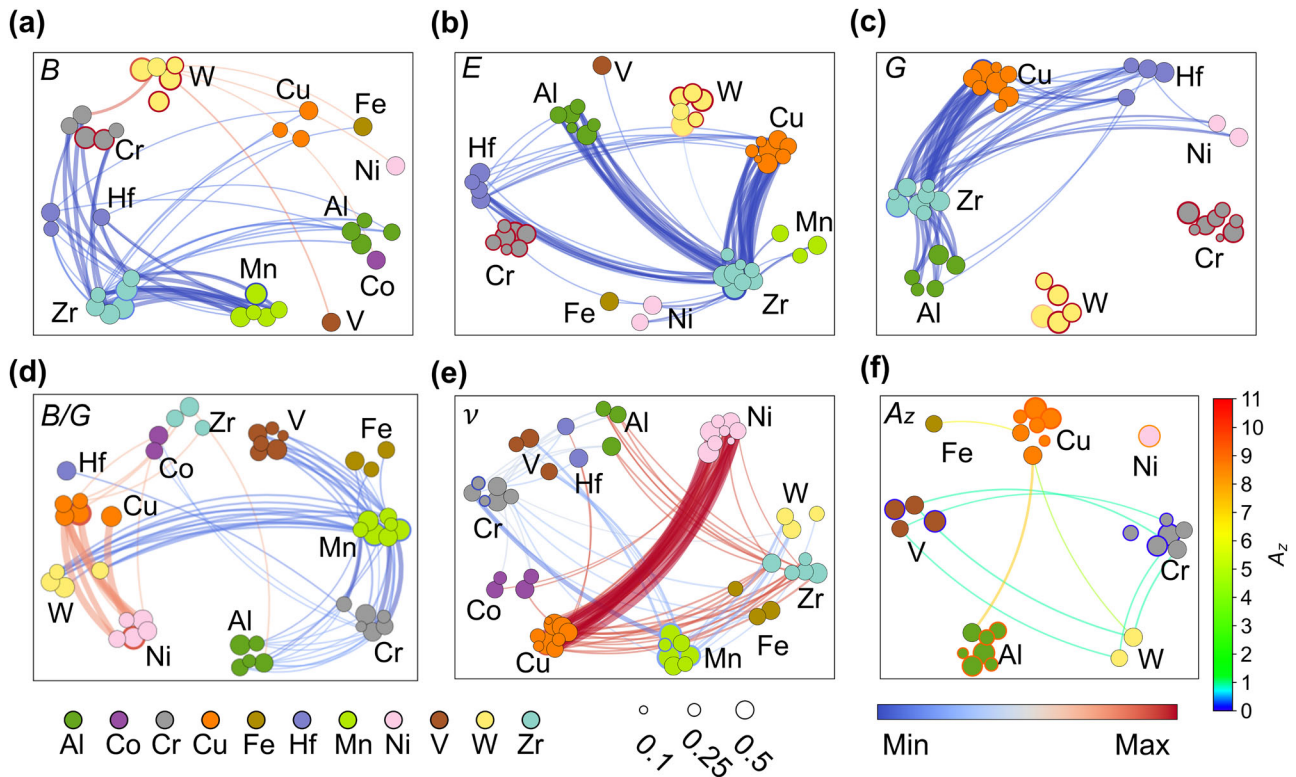 (a)
B
W
Cu
Fe
Cr
Ni
Hf
Al
Mn
Co
Zr
V
(b)
E
V
Al
W
Cu
Hf
Mn
Cr
Fe
Ni
Zr
(c)
G
Cu
Hf
Ni
Zr
Cr
Al
W
(d)
B/G
Zr
V
Fe
Hf
Co
Cu
Mn
W
Al
Ni
Cr
(e)
ν
Al
Ni
V
Hf
W
Cr
Co
Zr
Fe
Cu
Mn
(f)
Az
Fe
Cu
Ni
V
Cr
Al
W
11
10
9
8
7
6
5
4
3
2
1
0
Az
Min Max
Al Co Cr Cu Fe Hf Mn Ni V W Zr
0.1 0.25 0.5